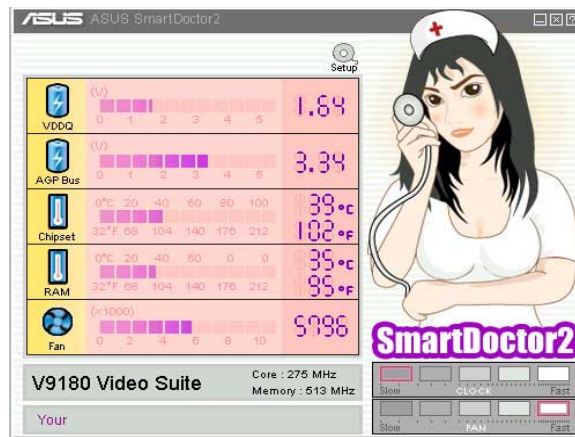 ASUS ASUS SmartDoctor2
Setup
VDDQ
(V)
0 1 2 3 4 5
1.64
AGP Bus
(V)
0 1 2 3 4 5
3.34
Chipset
0°C 20 40 60 80 100
32°F 68 104 140 176 212
39°C
102°F
RAM
0°C 20 40 60 0 0
32°F 68 104 140 176 212
35°C
95°F
Fan
(×1000)
0 2 4 6 8 10
5796
SmartDoctor2
V9180 Video Suite
Core : 275 MHz
Memory : 513 MHz
Slow CLOCK Fast
Your
Slow FAN Fast